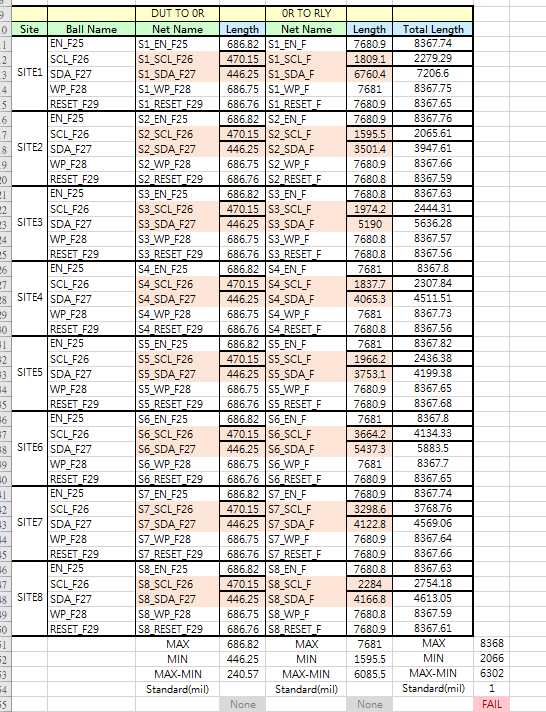 DUT TO 0R 0R TO RLY
Site Ball Name Net Name Length Net Name Length Total Length
EN_F25 S1_EN_F25 686.82 S1_EN_F 7680.9 8367.74
SCL_F26 S1_SCL_F26 470.15 S1_SCL_F 1809.1 2279.29
SITE1 SDA_F27 S1_SDA_F27 446.25 S1_SDA_F 6760.4 7206.6
WP_F28 S1_WP_F28 686.75 S1_WP_F 7681 8367.75
RESET_F29 S1_RESET_F29 686.76 S1_RESET_F 7680.9 8367.65
EN_F25 S2_EN_F25 686.82 S2_EN_F 7680.9 8367.76
SCL_F26 S2_SCL_F26 470.15 S2_SCL_F 1595.5 2065.61
SITE2 SDA_F27 S2_SDA_F27 446.25 S2_SDA_F 3501.4 3947.61
WP_F28 S2_WP_F28 686.75 S2_WP_F 7680.9 8367.66
RESET_F29 S2_RESET_F29 686.76 S2_RESET_F 7680.8 8367.59
EN_F25 S3_EN_F25 686.82 S3_EN_F 7680.8 8367.63
SCL_F26 S3_SCL_F26 470.15 S3_SCL_F 1974.2 2444.31
SITE3 SDA_F27 S3_SDA_F27 446.25 S3_SDA_F 5190 5636.28
WP_F28 S3_WP_F28 686.75 S3_WP_F 7680.8 8367.57
RESET_F29 S3_RESET_F29 686.76 S3_RESET_F 7680.8 8367.56
EN_F25 S4_EN_F25 686.82 S4_EN_F 7681 8367.8
SCL_F26 S4_SCL_F26 470.15 S4_SCL_F 1837.7 2307.84
SITE4 SDA_F27 S4_SDA_F27 446.25 S4_SDA_F 4065.3 4511.51
WP_F28 S4_WP_F28 686.75 S4_WP_F 7681 8367.73
RESET_F29 S4_RESET_F29 686.76 S4_RESET_F 7680.8 8367.56
EN_F25 S5_EN_F25 686.82 S5_EN_F 7681 8367.82
SCL_F26 S5_SCL_F26 470.15 S5_SCL_F 1966.2 2436.38
SITE5 SDA_F27 S5_SDA_F27 446.25 S5_SDA_F 3753.1 4199.38
WP_F28 S5_WP_F28 686.75 S5_WP_F 7680.9 8367.65
RESET_F29 S5_RESET_F29 686.76 S5_RESET_F 7680.9 8367.68
EN_F25 S6_EN_F25 686.82 S6_EN_F 7681 8367.8
SCL_F26 S6_SCL_F26 470.15 S6_SCL_F 3664.2 4134.33
SITE6 SDA_F27 S6_SDA_F27 446.25 S6_SDA_F 5437.3 5883.5
WP_F28 S6_WP_F28 686.75 S6_WP_F 7681 8367.7
RESET_F29 S6_RESET_F29 686.76 S6_RESET_F 7680.9 8367.65
EN_F25 S7_EN_F25 686.82 S7_EN_F 7680.9 8367.74
SCL_F26 S7_SCL_F26 470.15 S7_SCL_F 3298.6 3768.76
SITE7 SDA_F27 S7_SDA_F27 446.25 S7_SDA_F 4122.8 4569.06
WP_F28 S7_WP_F28 686.75 S7_WP_F 7680.9 8367.64
RESET_F29 S7_RESET_F29 686.76 S7_RESET_F 7680.9 8367.66
EN_F25 S8_EN_F25 686.82 S8_EN_F 7680.8 8367.63
SCL_F26 S8_SCL_F26 470.15 S8_SCL_F 2284 2754.18
SITE8 SDA_F27 S8_SDA_F27 446.25 S8_SDA_F 4166.8 4613.05
WP_F28 S8_WP_F28 686.75 S8_WP_F 7680.8 8367.59
RESET_F29 S8_RESET_F29 686.76 S8_RESET_F 7680.9 8367.61
MAX 686.82 MAX 7681 MAX 8368
MIN 446.25 MIN 1595.5 MIN 2066
MAX-MIN 240.57 MAX-MIN 6085.5 MAX-MIN 6302
Standard(mil) Standard(mil) Standard(mil) 1
None None FAIL